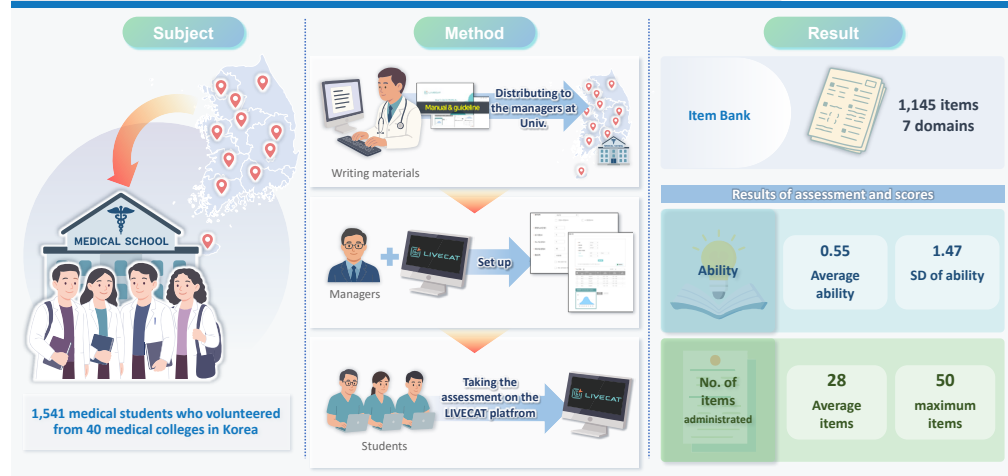 Subject
MEDICAL SCHOOL
1,541 medical students who volunteered
from 40 medical colleges in Korea
Method
Manual & guideline
Distributing to
the managers at
Univ.
Writing materials
LIVECAT
Set up
Managers
Taking the
assessment on the
LIVECAT platfrom
LIVECAT
Students
Result
Item Bank
1,145 items
7 domains
Results of assessment and scores
Ability
0.55
Average
ability
1.47
SD of ability
No. of
items
administrated
28
Average
items
50
maximum
items